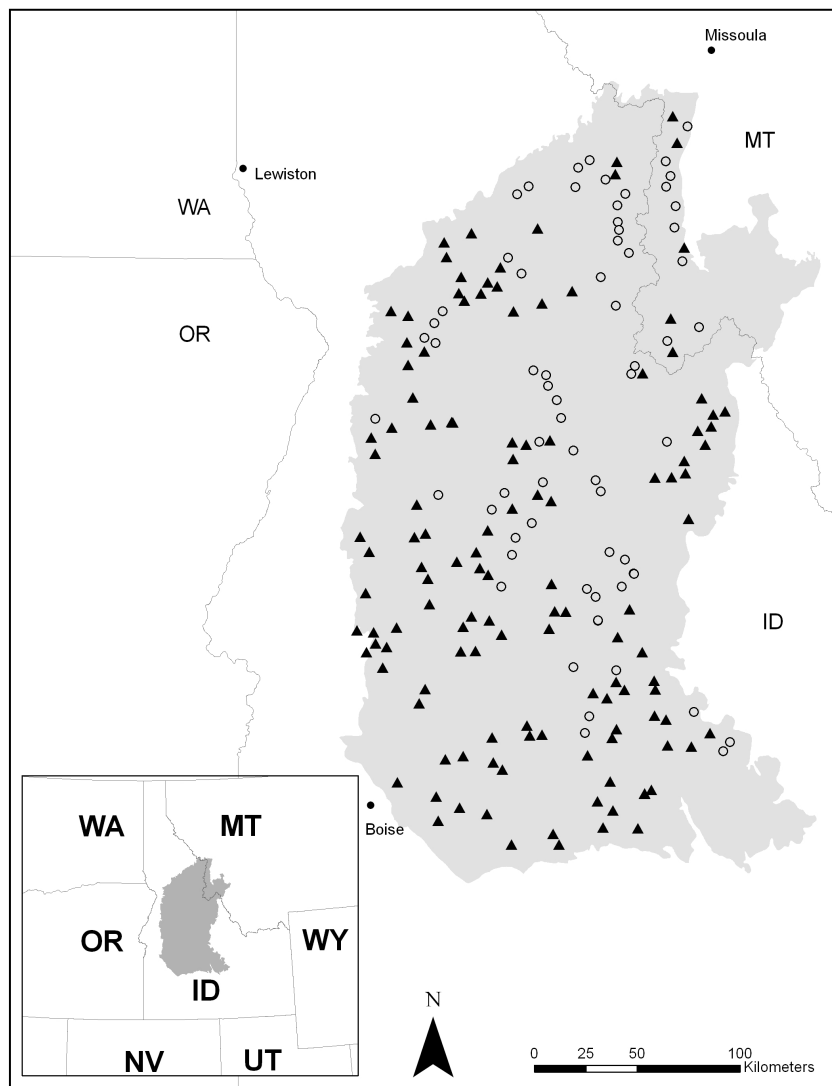 Missoula
MT
Lewiston
WA
OR
ID
Boise
WA
MT
OR
WY
ID
NV
UT
N
0 25 50 100
Kilometers